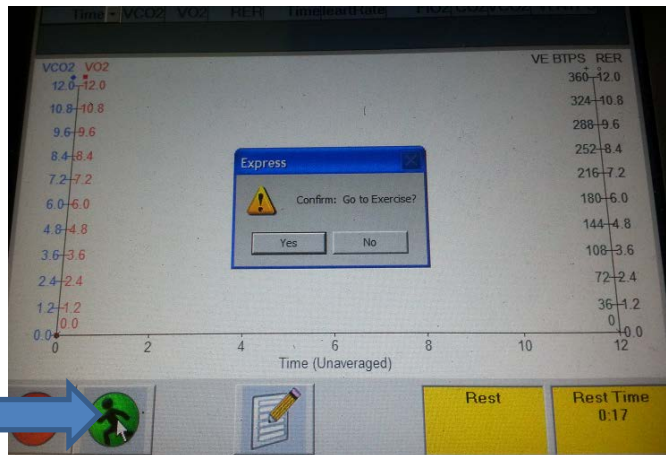 Time VCO2 VO2 RER
VCO2 VO2
VE BTPS RER
12.0 12.0
360 12.0
10.8 10.8
324 10.8
9.6 9.6
288 9.6
8.4 8.4
252 8.4
7.2 7.2
216 7.2
6.0 6.0
180 6.0
4.8 4.8
144 4.8
3.6 3.6
108 3.6
2.4 2.4
72 2.4
1.2 1.2
36 1.2
0.0 0.0
0 0.0
Express
Confirm: Go to Exercise?
Yes No
0 2 4 6 8 10 12
Time (Unaveraged)
Rest
Rest Time
0:17